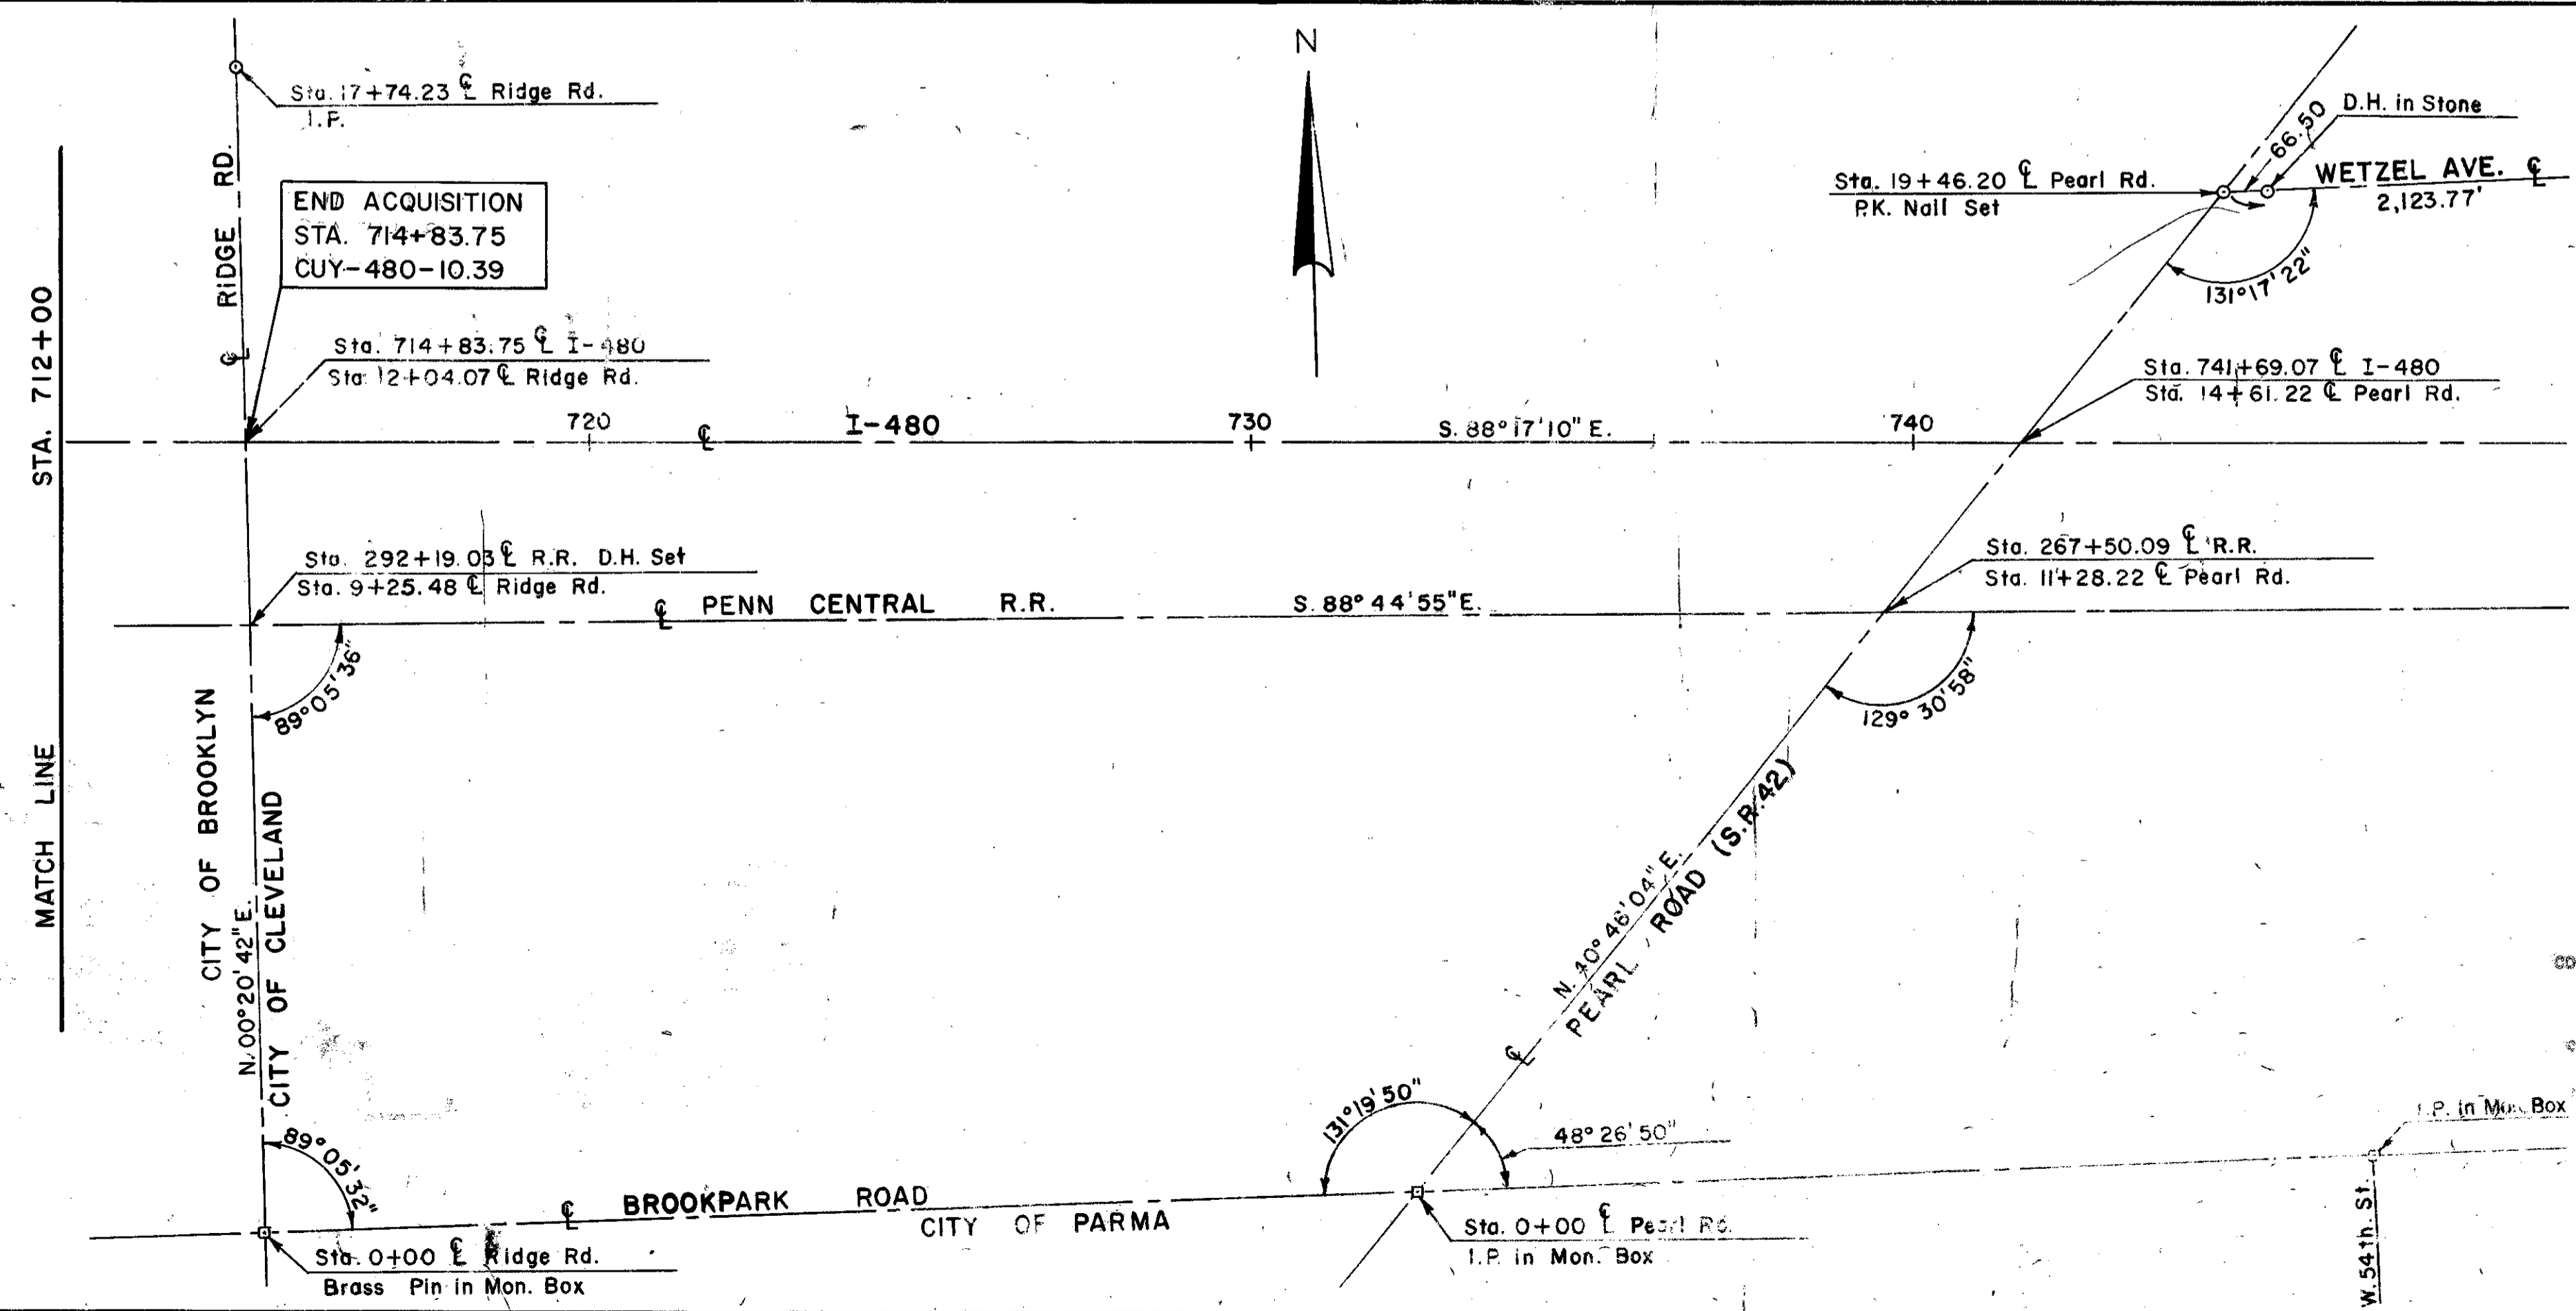 N
Sta. 17+74.23 ℄ Ridge Rd.
I.P.
RIDGE RD.
℄
END ACQUISITION
STA. 714+83.75
CUY-480-10.39
Sta. 714+83.75 ℄ I-480
Sta. 12+04.07 ℄ Ridge Rd.
MATCH LINE STA. 712+00
720
℄
I-480
730
S. 88°17'10" E.
740
66.50
D.H. in Stone
Sta. 19+46.20 ℄ Pearl Rd.
P.K. Nail Set
WETZEL AVE. ℄
2,123.77'
131°17'22"
Sta. 741+69.07 ℄ I-480
Sta. 14+61.22 ℄ Pearl Rd.
Sta. 292+19.03 ℄ R.R. D.H. Set
Sta. 9+25.48 ℄ Ridge Rd.
℄ PENN CENTRAL R.R.
S. 88° 44'55"E.
Sta. 267+50.09 ℄ R.R.
Sta. 11+28.22 ℄ Pearl Rd.
89°05'36"
129° 30'58"
CITY OF BROOKLYN
N.00°20'42"E.
CITY OF CLEVELAND
N. 40° 46'04" E.
PEARL ROAD (S.R.42)
℄
89°05'32"
131°19'50"
48° 26'50"
I.P. in Mon. Box
℄ BROOKPARK ROAD
CITY OF PARMA
Sta. 0+00 ℄ Ridge Rd.
Brass Pin in Mon. Box
Sta. 0+00 ℄ Pearl Rd.
I.P. in Mon. Box
W. 54th. St.